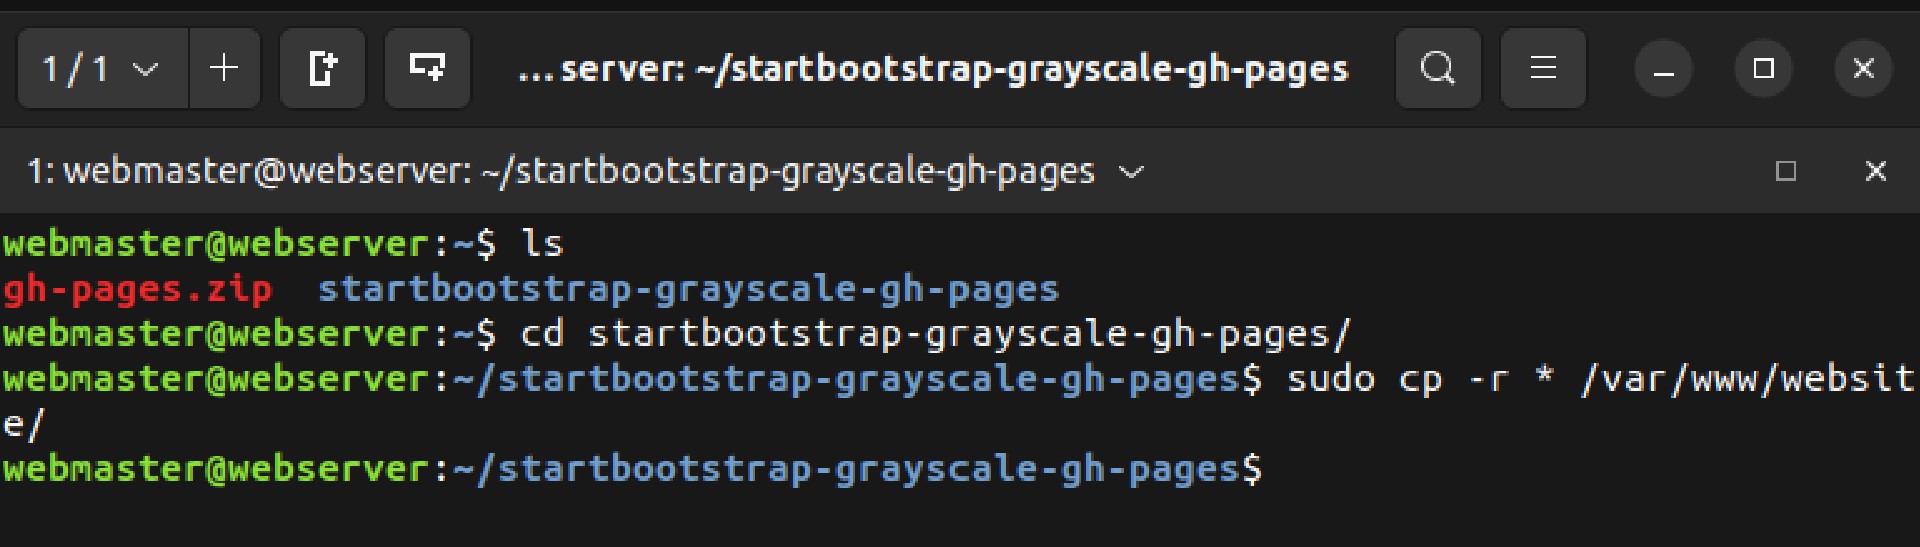 1 / 1
... server: ~/startbootstrap-grayscale-gh-pages
1: webmaster@webserver: ~/startbootstrap-grayscale-gh-pages
webmaster@webserver:~$ ls
gh-pages.zip  startbootstrap-grayscale-gh-pages
webmaster@webserver:~$ cd startbootstrap-grayscale-gh-pages/
webmaster@webserver:~/startbootstrap-grayscale-gh-pages$ sudo cp -r * /var/www/websit
e/
webmaster@webserver:~/startbootstrap-grayscale-gh-pages$